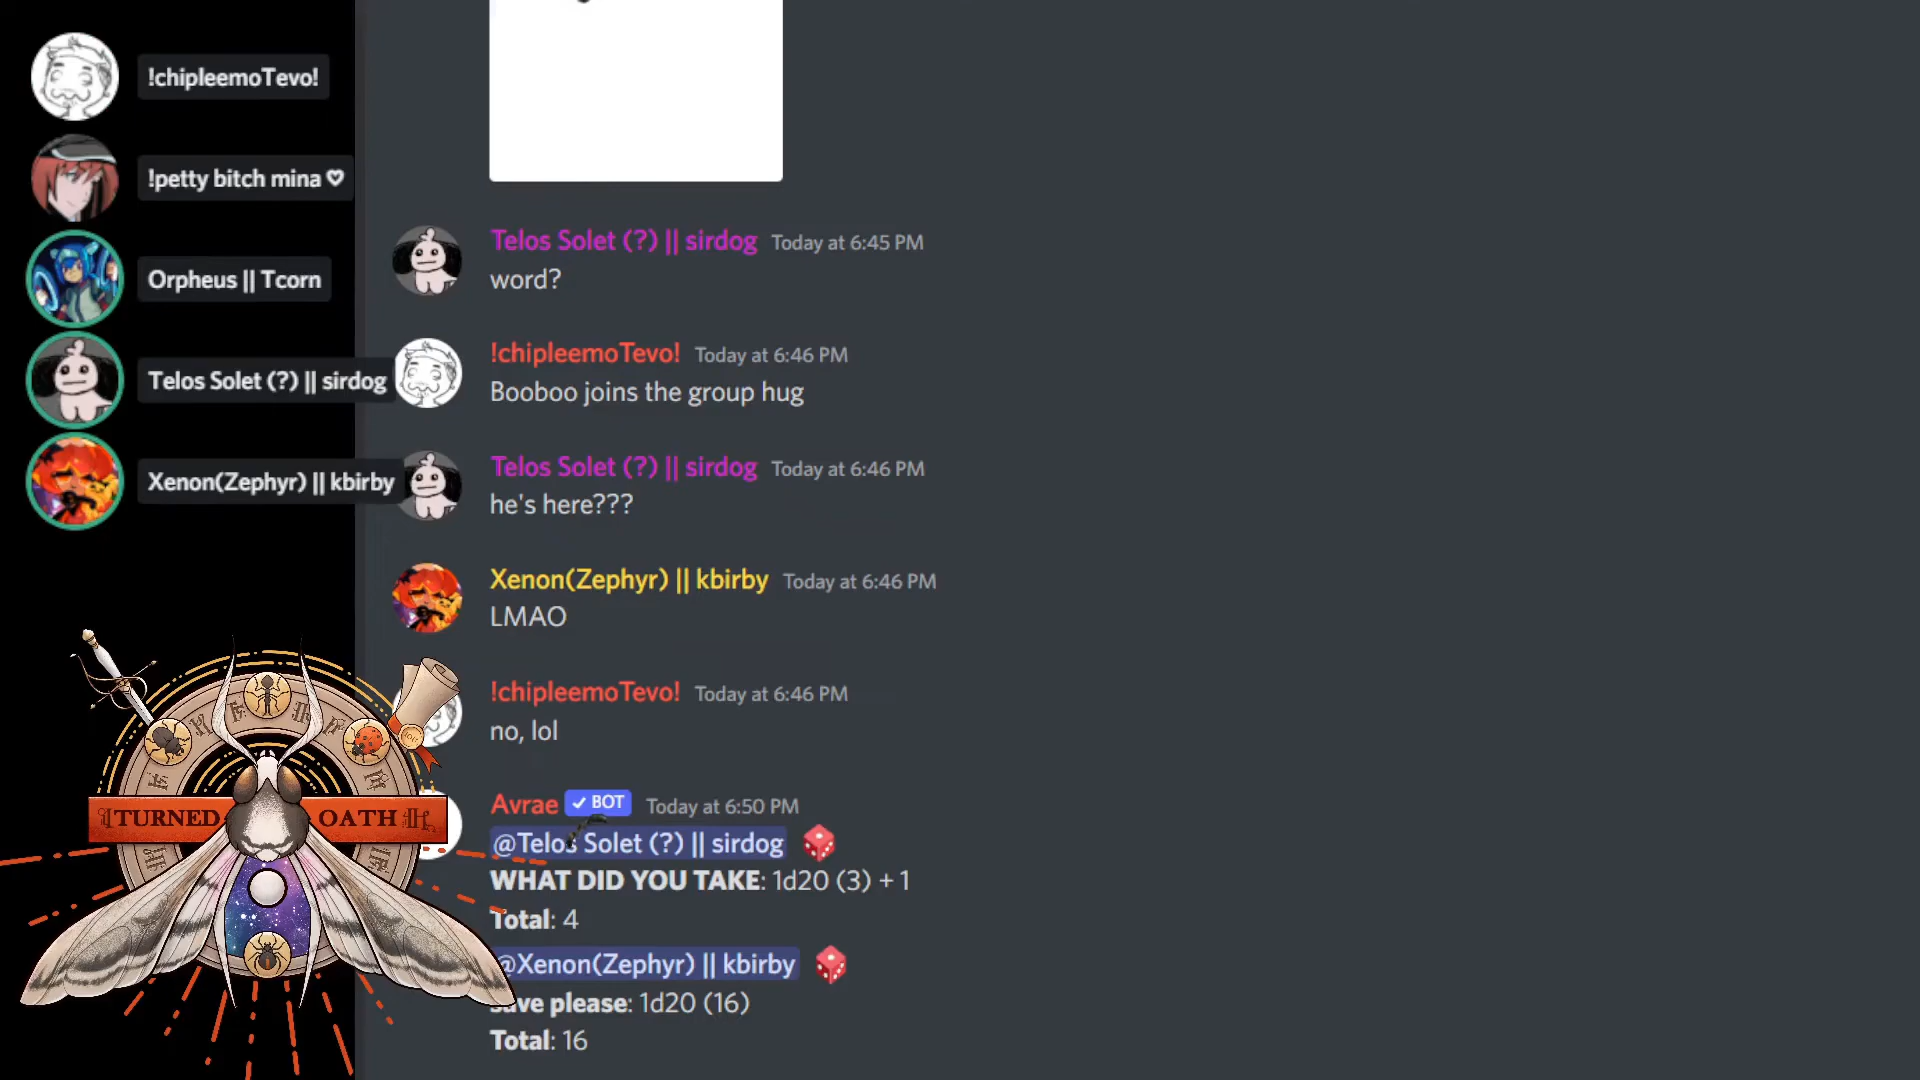 !chipleemoTevo!
!petty bitch mina ♡
Orpheus || Tcorn
Telos Solet (?) || sirdog
Xenon(Zephyr) || kbirby
Telos Solet (?) || sirdog Today at 6:45 PM
word?
!chipleemoTevo! Today at 6:46 PM
Booboo joins the group hug
Telos Solet (?) || sirdog Today at 6:46 PM
he's here???
Xenon(Zephyr) || kbirby Today at 6:46 PM
LMAO
!chipleemoTevo! Today at 6:46 PM
no, lol
Avrae ✓ BOT Today at 6:50 PM
@Telos Solet (?) || sirdog
WHAT DID YOU TAKE: 1d20 (3) + 1
Total: 4
@Xenon(Zephyr) || kbirby
save please: 1d20 (16)
Total: 16
TURNED OATH